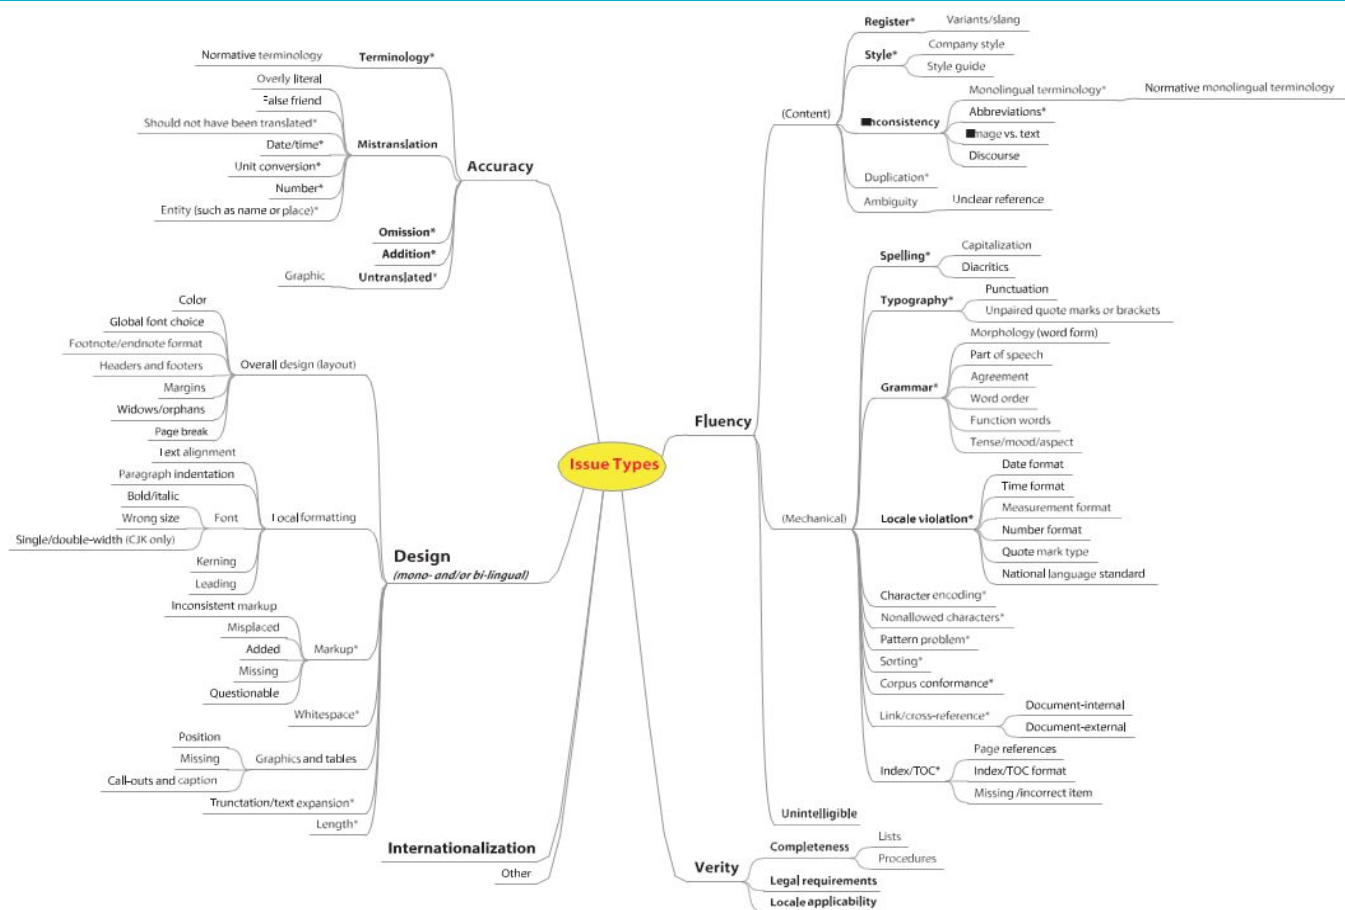 Issue Types
Accuracy
Terminology*
Normative terminology
Mistranslation
Overly literal
False friend
Should not have been translated*
Date/time*
Unit conversion*
Number*
Entity (such as name or place)*
Omission*
Addition*
Untranslated*
Graphic
Design
(mono- and/or bi-lingual)
Overall design (layout)
Color
Global font choice
Footnote/endnote format
Headers and footers
Margins
Widows/orphans
Page break
Local formatting
Text alignment
Paragraph indentation
Font
Bold/italic
Wrong size
Single/double-width (CJK only)
Kerning
Leading
Markup*
Inconsistent markup
Misplaced
Added
Missing
Questionable
Whitespace*
Graphics and tables
Position
Missing
Call-outs and caption
Trunctation/text expansion*
Length*
Internationalization
Other
Fluency
(Content)
Register*
Variants/slang
Style*
Company style
Style guide
Inconsistency
Monolingual terminology*
Normative monolingual terminology
Abbreviations*
Image vs. text
Discourse
Duplication*
Ambiguity
Unclear reference
(Mechanical)
Spelling*
Capitalization
Diacritics
Typography*
Punctuation
Unpaired quote marks or brackets
Grammar*
Morphology (word form)
Part of speech
Agreement
Word order
Function words
Tense/mood/aspect
Locale violation*
Date format
Time format
Measurement format
Number format
Quote mark type
National language standard
Character encoding*
Nonallowed characters*
Pattern problem*
Sorting*
Corpus conformance*
Link/cross-reference*
Document-internal
Document-external
Index/TOC*
Page references
Index/TOC format
Missing/incorrect item
Unintelligible
Verity
Completeness
Lists
Procedures
Legal requirements
Locale applicability